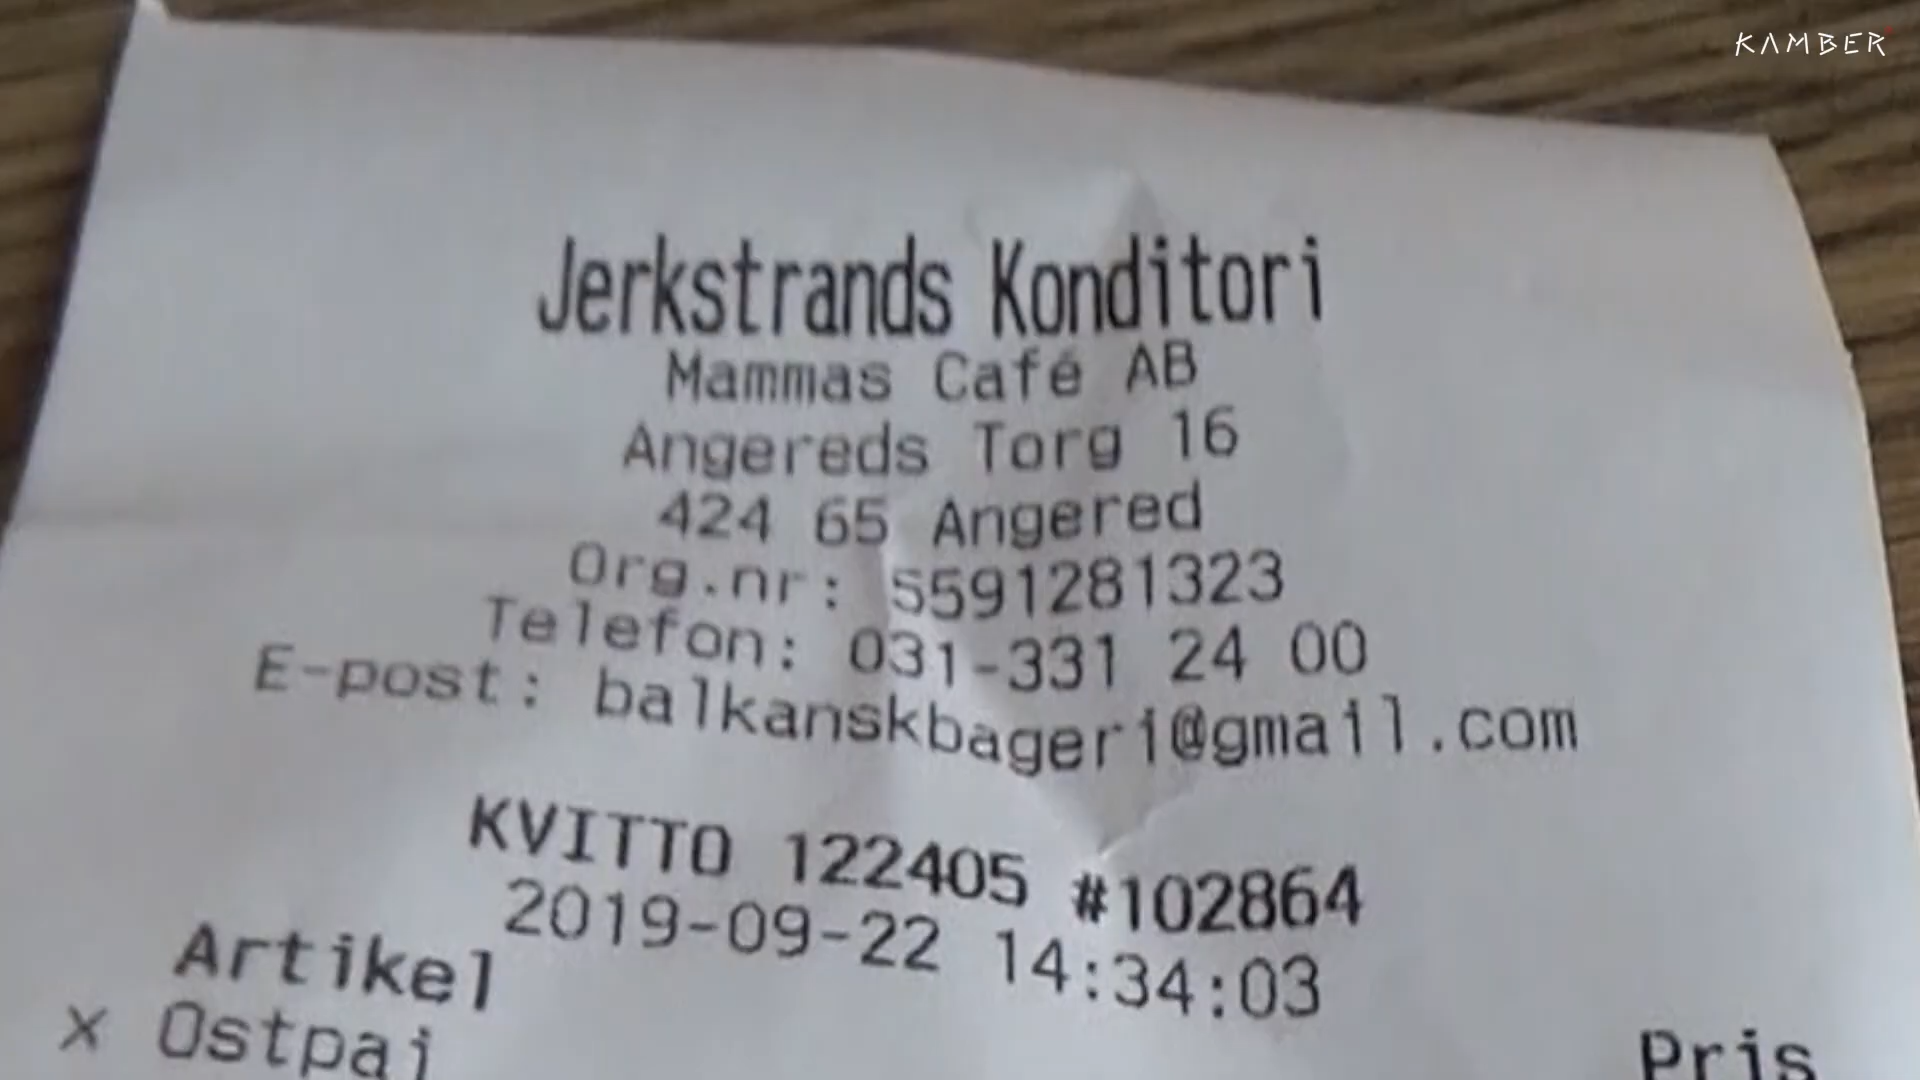 KAMBER
Jerkstrands Konditori
Mammas Café AB
Angereds Torg 16
424 65 Angered
Org.nr: 5591281323
Telefon: 031-331 24 00
E-post: balkanskbageri@gmail.com
KVITTO 122405 #102864
2019-09-22 14:34:03
Artikel Pris
x Ostpaj